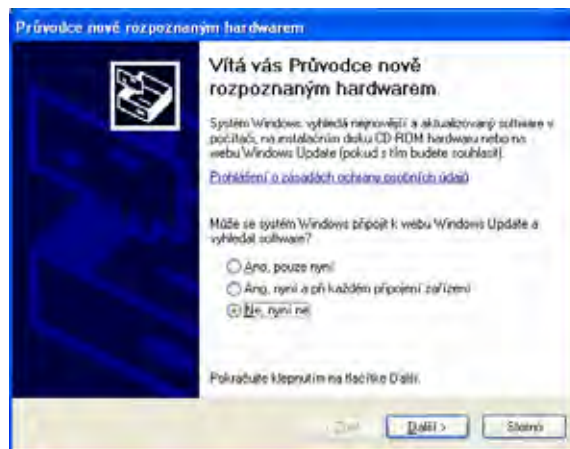 Průvodce nově rozpoznaným hardwarem
Vítá vás Průvodce nově
rozpoznaným hardwarem
Systém Windows vyhledá nejnovější a aktualizovaný software v
počítači, na instalačním disku CD-ROM hardwaru nebo na
webu Windows Update (pokud s tím budete souhlasit).
Prohlášení o zásadách ochrany osobních údajů
Může se systém Windows připojit k webu Windows Update a
vyhledat software?
Ano, pouze nyní
Ano, nyní a při každém připojení zařízení
Ne, nyní ne
Pokračujte klepnutím na tlačítko Další.
Další >
Storno